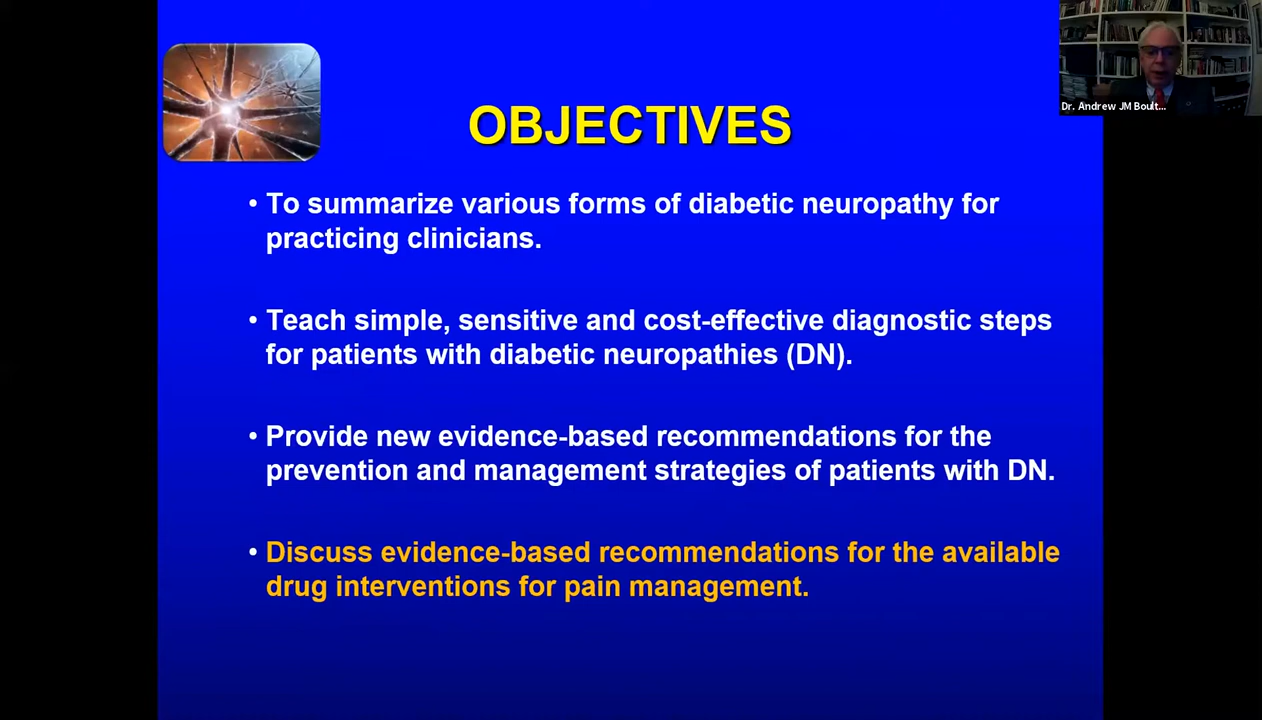 OBJECTIVES
Dr. Andrew JM Boult...
• To summarize various forms of diabetic neuropathy for
practicing clinicians.
• Teach simple, sensitive and cost-effective diagnostic steps
for patients with diabetic neuropathies (DN).
• Provide new evidence-based recommendations for the
prevention and management strategies of patients with DN.
• Discuss evidence-based recommendations for the available
drug interventions for pain management.